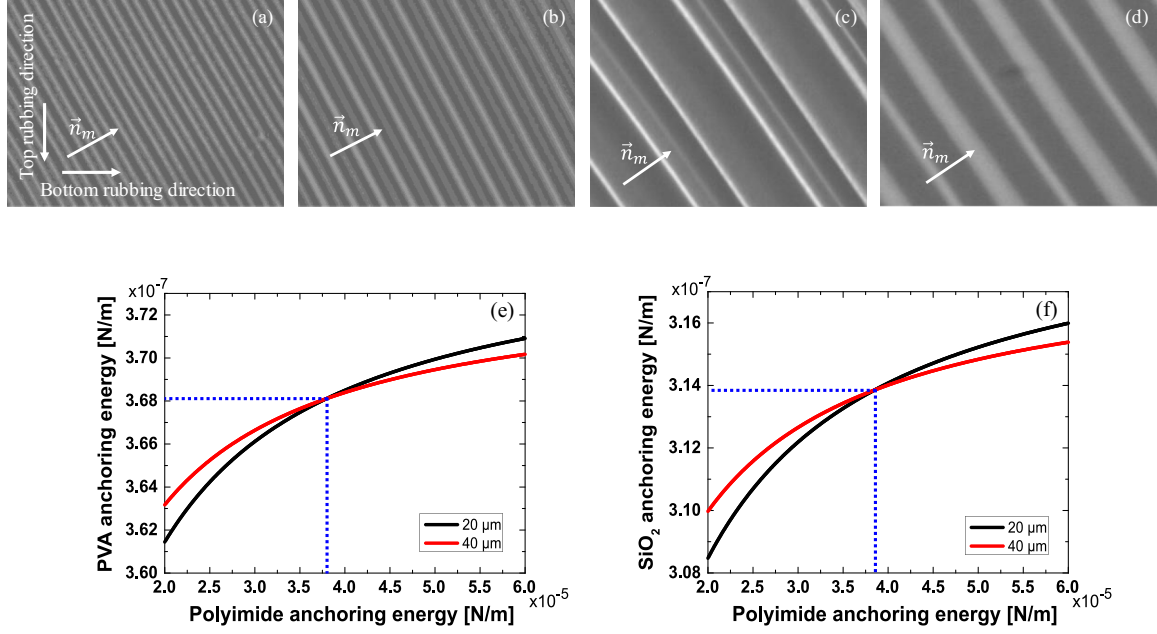 (a)
(b)
(c)
(d)
Top rubbing direction
n⃗m
Bottom rubbing direction
n⃗m
n⃗m
n⃗m
×10⁻⁷
(e)
3.72
3.70
3.68
3.66
3.64
3.62
3.60
PVA anchoring energy [N/m]
20 µm
40 µm
2.0 2.5 3.0 3.5 4.0 4.5 5.0 5.5 6.0
×10⁻⁵
Polyimide anchoring energy [N/m]
×10⁻⁷
(f)
3.16
3.14
3.12
3.10
3.08
SiO₂ anchoring energy [N/m]
20 µm
40 µm
2.0 2.5 3.0 3.5 4.0 4.5 5.0 5.5 6.0
×10⁻⁵
Polyimide anchoring energy [N/m]